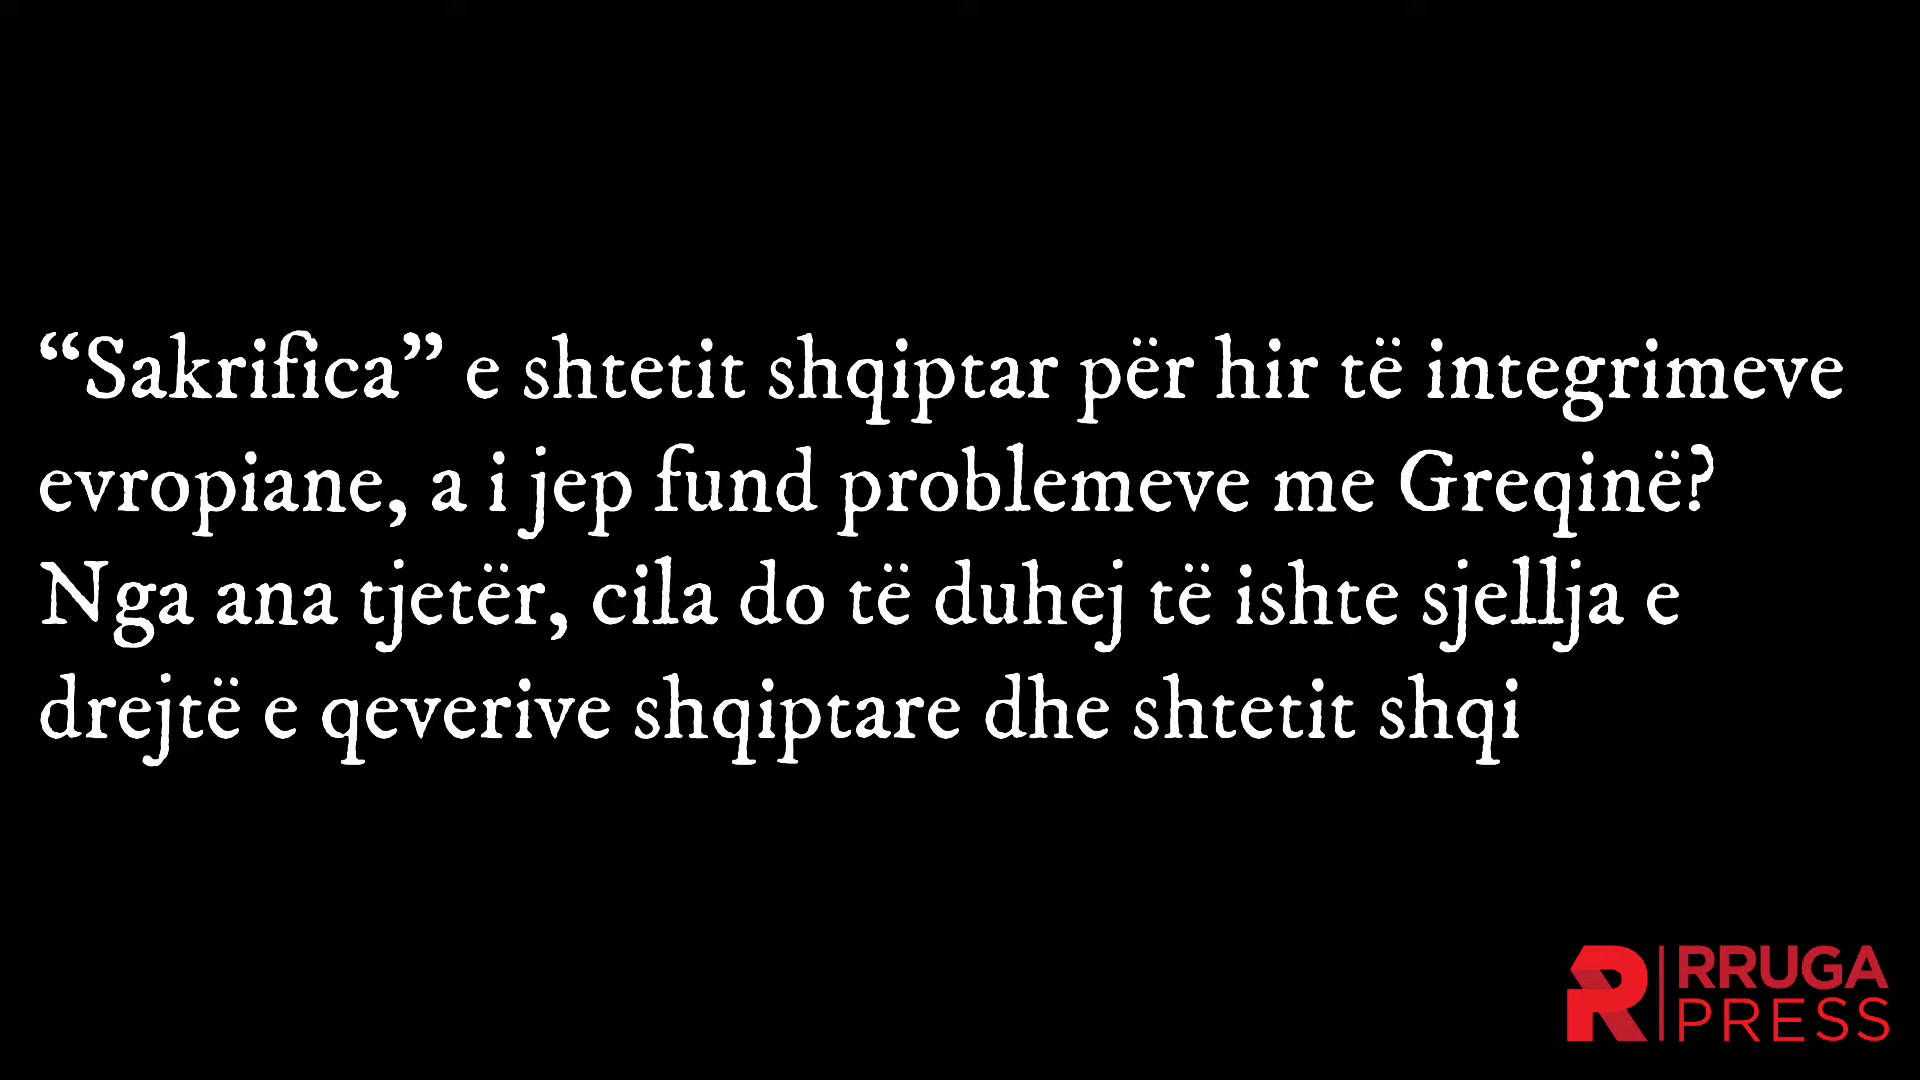 “Sakrifica” e shtetit shqiptar për hir të integrimeve
evropiane, a i jep fund problemeve me Greqinë?
Nga ana tjetër, cila do të duhej të ishte sjellja e
drejtë e qeverive shqiptare dhe shtetit shqi
RRUGA
PRESS